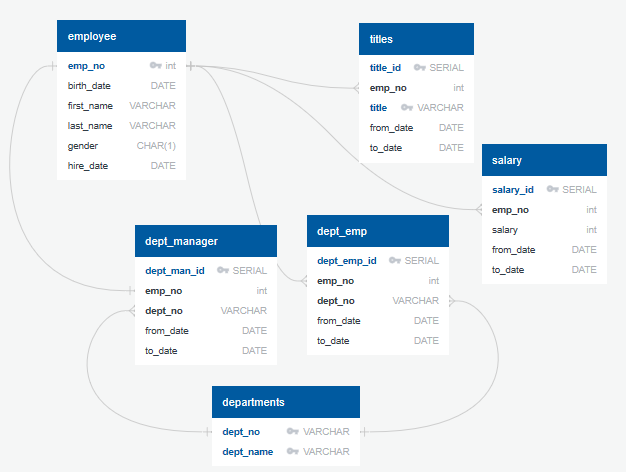 employee
emp_no int
birth_date DATE
first_name VARCHAR
last_name VARCHAR
gender CHAR(1)
hire_date DATE
titles
title_id SERIAL
emp_no int
title VARCHAR
from_date DATE
to_date DATE
salary
salary_id SERIAL
emp_no int
salary int
from_date DATE
to_date DATE
dept_manager
dept_man_id SERIAL
emp_no int
dept_no VARCHAR
from_date DATE
to_date DATE
dept_emp
dept_emp_id SERIAL
emp_no int
dept_no VARCHAR
from_date DATE
to_date DATE
departments
dept_no VARCHAR
dept_name VARCHAR